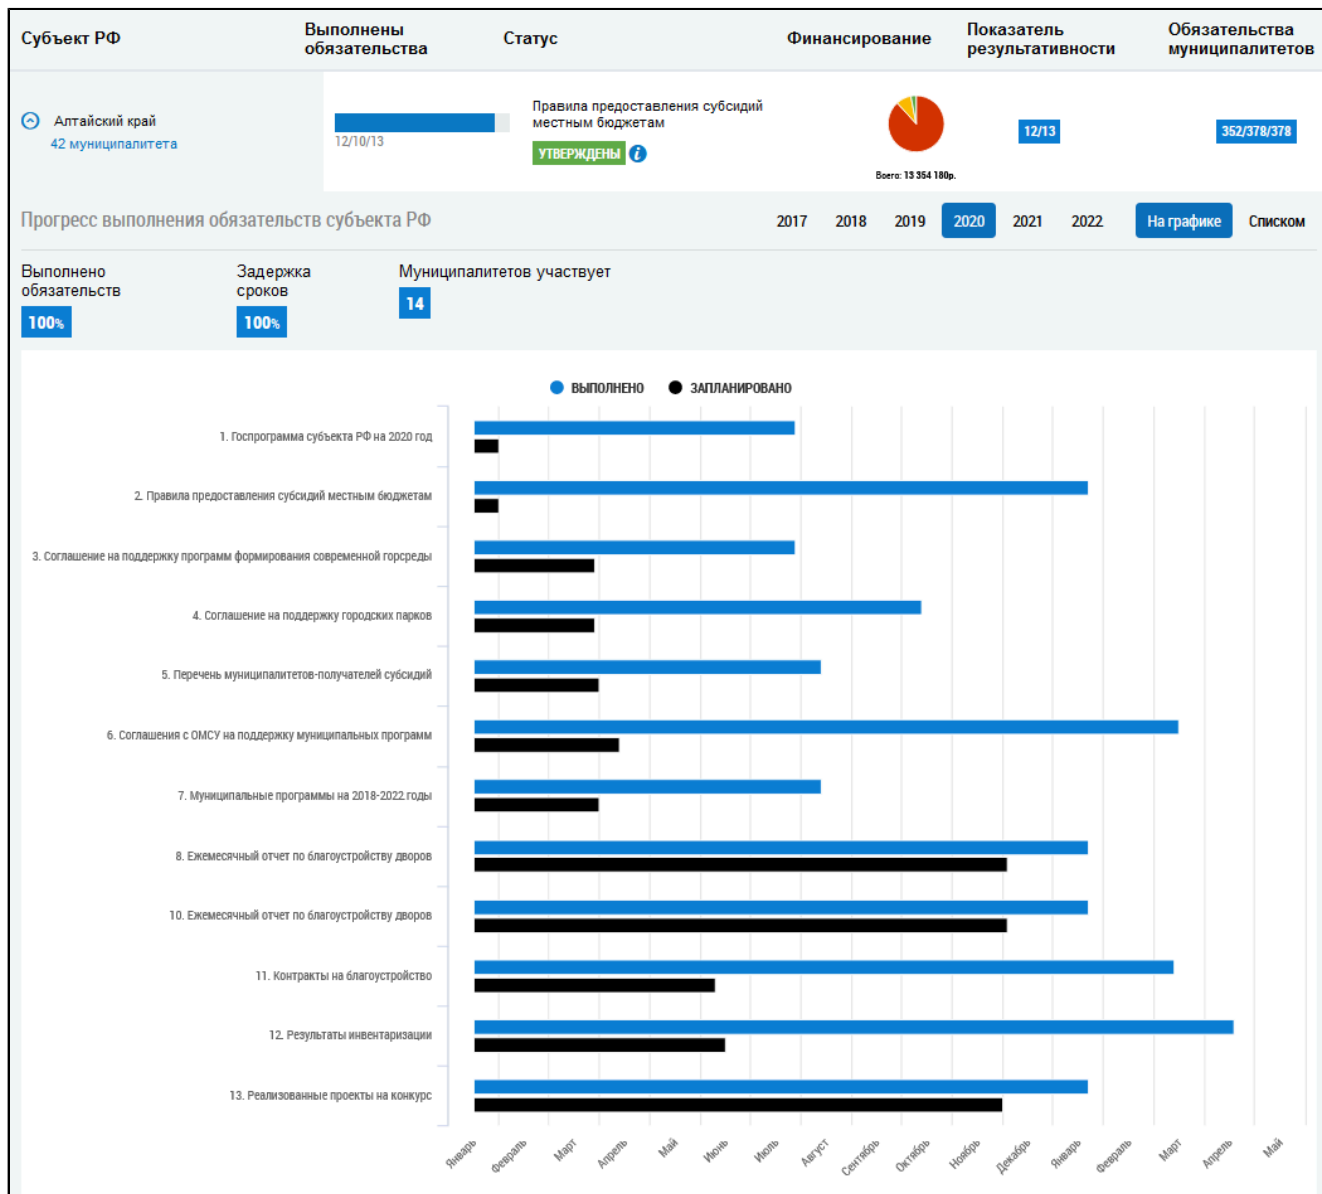 Субъект РФ
Выполнены
обязательства
Статус
Финансирование
Показатель
результативности
Обязательства
муниципалитетов
Алтайский край
42 муниципалитета
12/10/13
Правила предоставления субсидий
местным бюджетам
УТВЕРЖДЕНЫ i
Всего: 13 354 180р.
12/13
352/378/378
Прогресс выполнения обязательств субъекта РФ
2017 2018 2019 2020 2021 2022 На графике Списком
Выполнено
обязательств
100%
Задержка
сроков
100%
Муниципалитетов участвует
14
ВЫПОЛНЕНО ЗАПЛАНИРОВАНО
1. Госпрограмма субъекта РФ на 2020 год
2. Правила предоставления субсидий местным бюджетам
3. Соглашение на поддержку программ формирования современной горсреды
4. Соглашение на поддержку городских парков
5. Перечень муниципалитетов-получателей субсидий
6. Соглашения с ОМСУ на поддержку муниципальных программ
7. Муниципальные программы на 2018-2022 годы
8. Ежемесячный отчет по благоустройству дворов
10. Ежемесячный отчет по благоустройству дворов
11. Контракты на благоустройство
12. Результаты инвентаризации
13. Реализованные проекты на конкурс
Январь Февраль Март Апрель Май Июнь Июль Август Сентябрь Октябрь Ноябрь Декабрь Январь Февраль Март Апрель Май